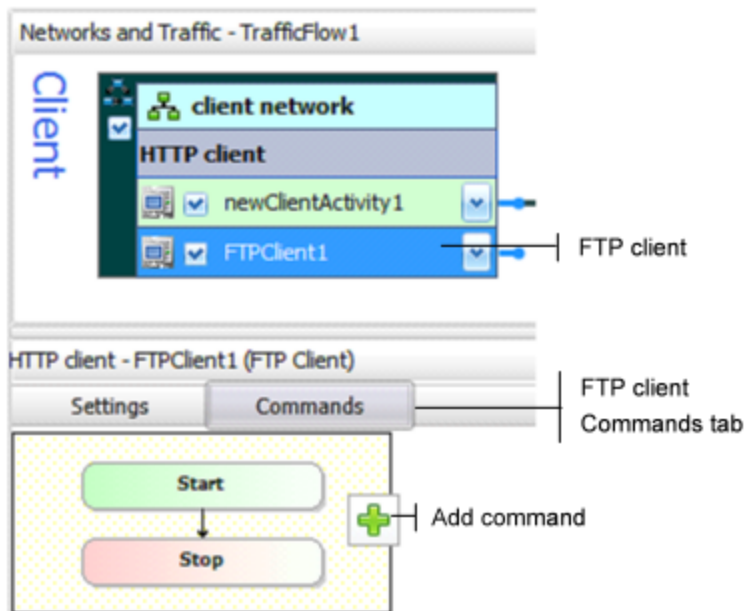 Networks and Traffic - TrafficFlow1
Client
client network
HTTP client
newClientActivity1
FTPClient1
FTP client
HTTP client - FTPClient1 (FTP Client)
Settings
Commands
FTP client
Commands tab
Start
Add command
Stop